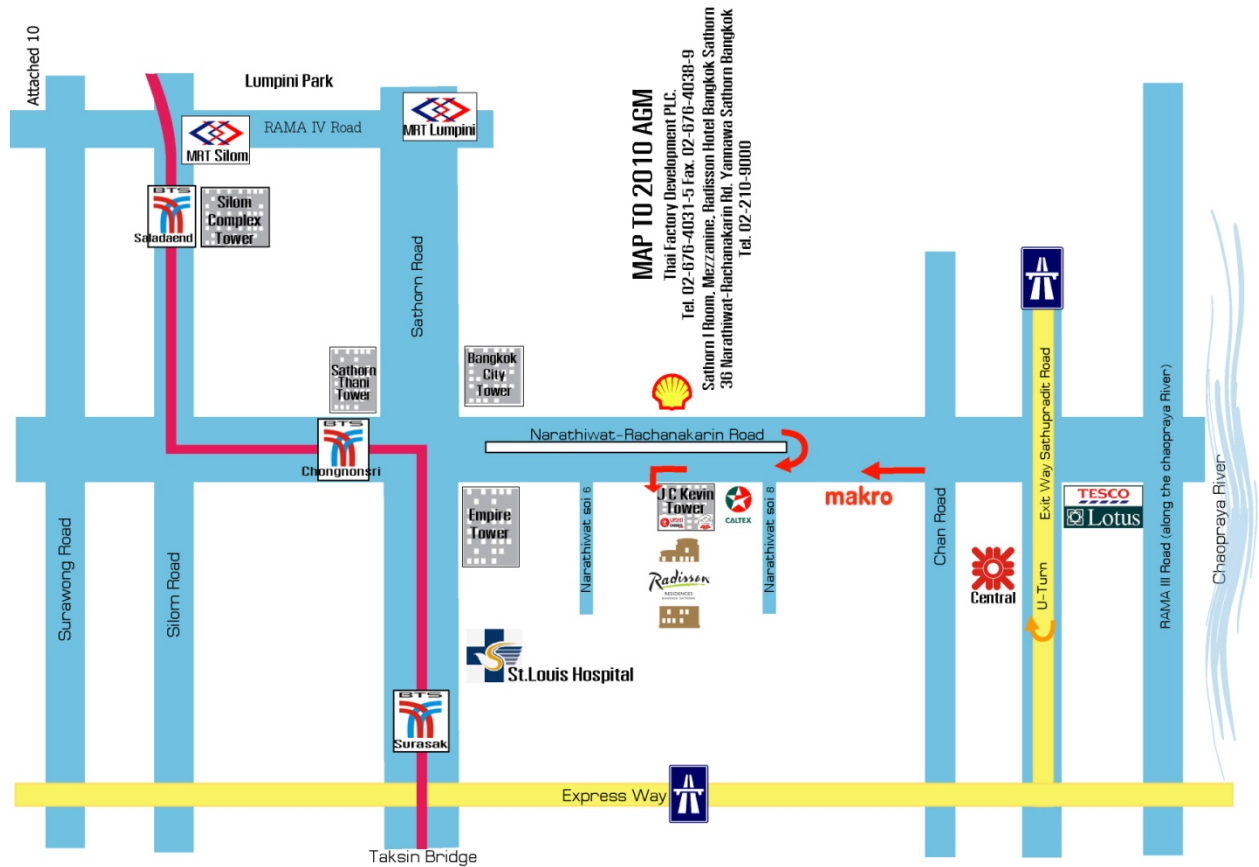 Attached 10
Lumpini Park
RAMA IV Road
MRT Silom
MRT Lumpini
BTS
Saladaend
Silom
Complex
Tower
Sathorn Road
MAP TO 2010 AGM
Thai Factory Development PLC.
Tel. 02-676-4031-5 Fax. 02-676-4038-9
Sathorn I Room, Mezzanine, Radisson Hotel Bangkok Sathorn
36 Narathiwat-Rachanakarin Rd. Yannawa Sathorn Bangkok
Tel. 02-210-9000
Sathorn
Thani
Tower
Bangkok
City
Tower
BTS
Chongnonsri
Narathiwat-Rachanakarin Road
Empire
Tower
Narathiwat soi 6
J C Kevin
Tower
CALTEX
Narathiwat soi 8
makro
Radisson
RESIDENCES
BANGKOK SATHORN
Surawong Road
Silom Road
Chan Road
Central
Exit Way Sathupradit Road
U-Turn
TESCO
Lotus
RAMA III Road (along the chaopraya River)
Chaopraya River
St.Louis Hospital
BTS
Surasak
Express Way
Taksin Bridge